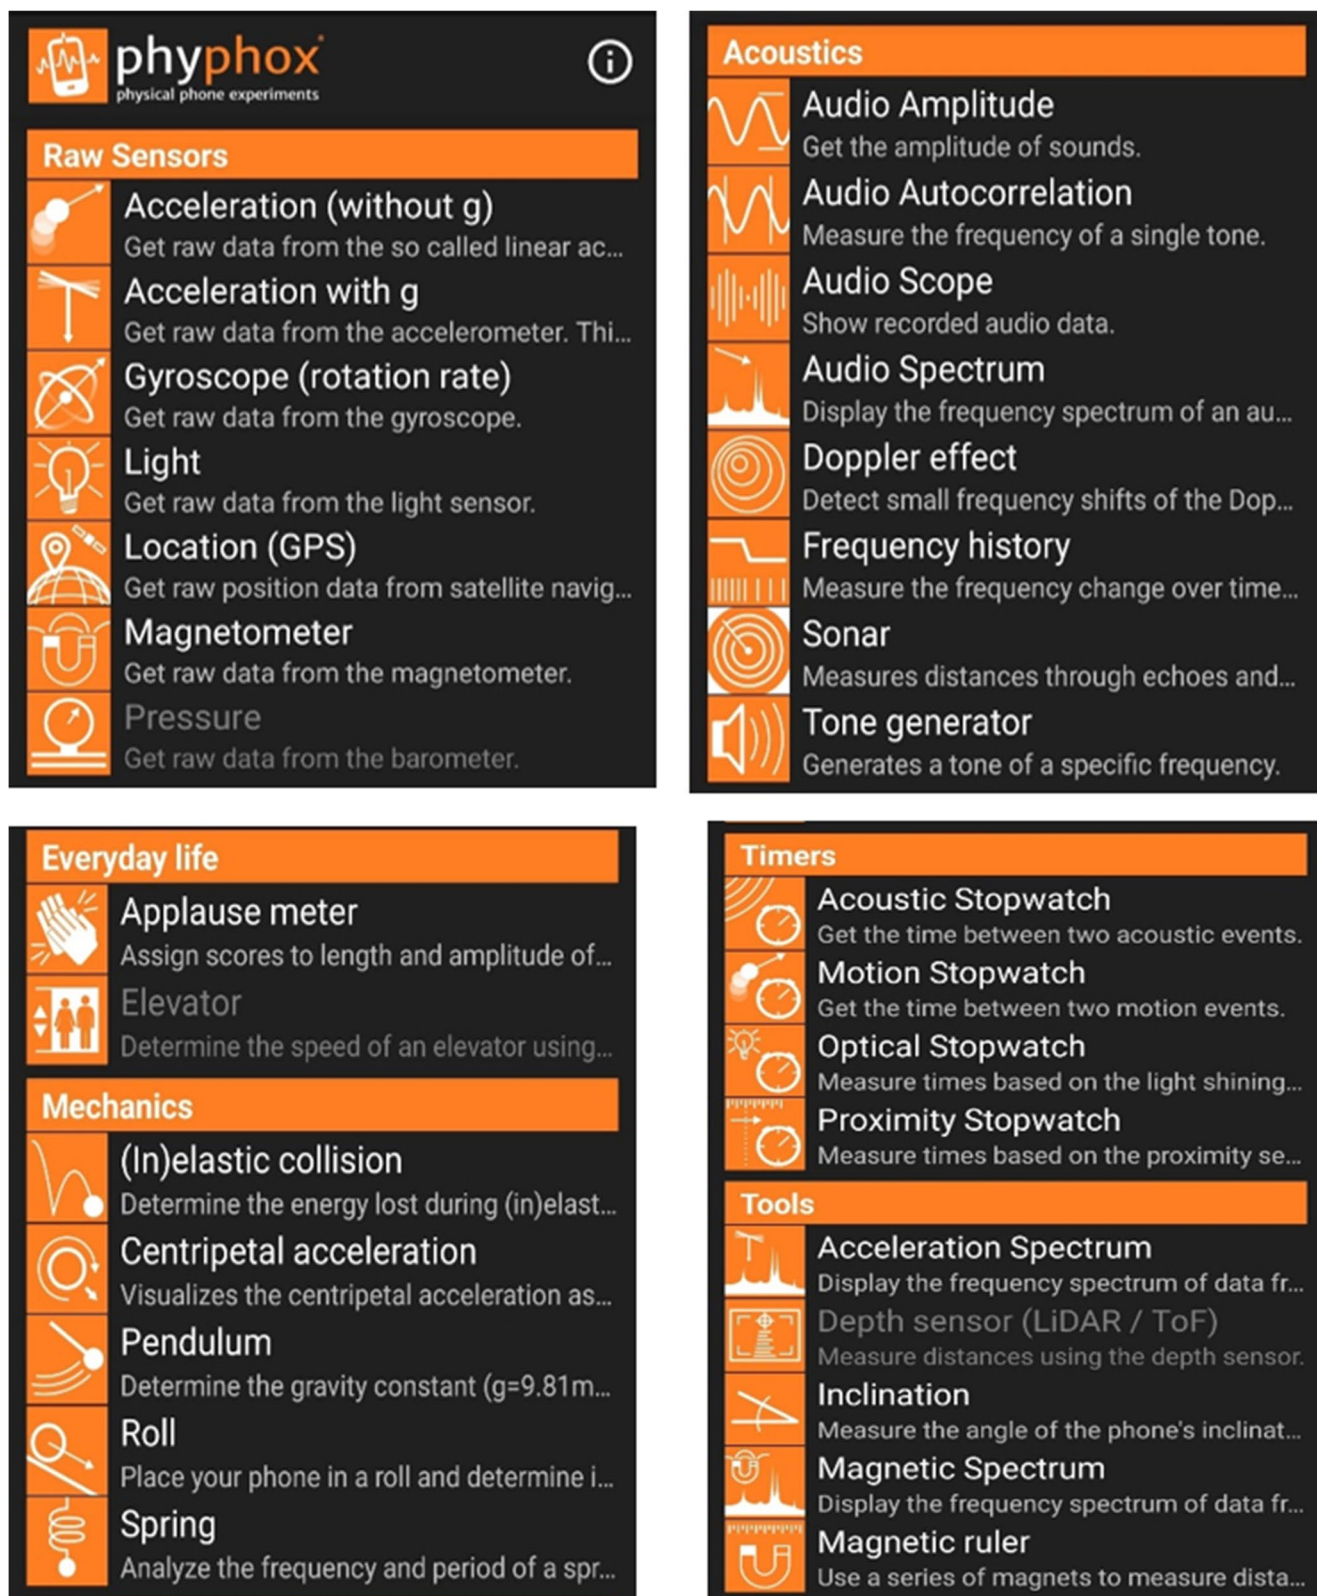 phyphox
physical phone experiments
Raw Sensors
Acceleration (without g)
Get raw data from the so called linear ac...
Acceleration with g
Get raw data from the accelerometer. Thi...
Gyroscope (rotation rate)
Get raw data from the gyroscope.
Light
Get raw data from the light sensor.
Location (GPS)
Get raw position data from satellite navig...
Magnetometer
Get raw data from the magnetometer.
Pressure
Get raw data from the barometer.
Acoustics
Audio Amplitude
Get the amplitude of sounds.
Audio Autocorrelation
Measure the frequency of a single tone.
Audio Scope
Show recorded audio data.
Audio Spectrum
Display the frequency spectrum of an au...
Doppler effect
Detect small frequency shifts of the Dop...
Frequency history
Measure the frequency change over time...
Sonar
Measures distances through echoes and...
Tone generator
Generates a tone of a specific frequency.
Everyday life
Applause meter
Assign scores to length and amplitude of...
Elevator
Determine the speed of an elevator using...
Mechanics
(In)elastic collision
Determine the energy lost during (in)elast...
Centripetal acceleration
Visualizes the centripetal acceleration as...
Pendulum
Determine the gravity constant (g=9.81m...
Roll
Place your phone in a roll and determine i...
Spring
Analyze the frequency and period of a spr...
Timers
Acoustic Stopwatch
Get the time between two acoustic events.
Motion Stopwatch
Get the time between two motion events.
Optical Stopwatch
Measure times based on the light shining...
Proximity Stopwatch
Measure times based on the proximity se...
Tools
Acceleration Spectrum
Display the frequency spectrum of data fr...
Depth sensor (LiDAR / ToF)
Measure distances using the depth sensor.
Inclination
Measure the angle of the phone's inclinat...
Magnetic Spectrum
Display the frequency spectrum of data fr...
Magnetic ruler
Use a series of magnets to measure dista...